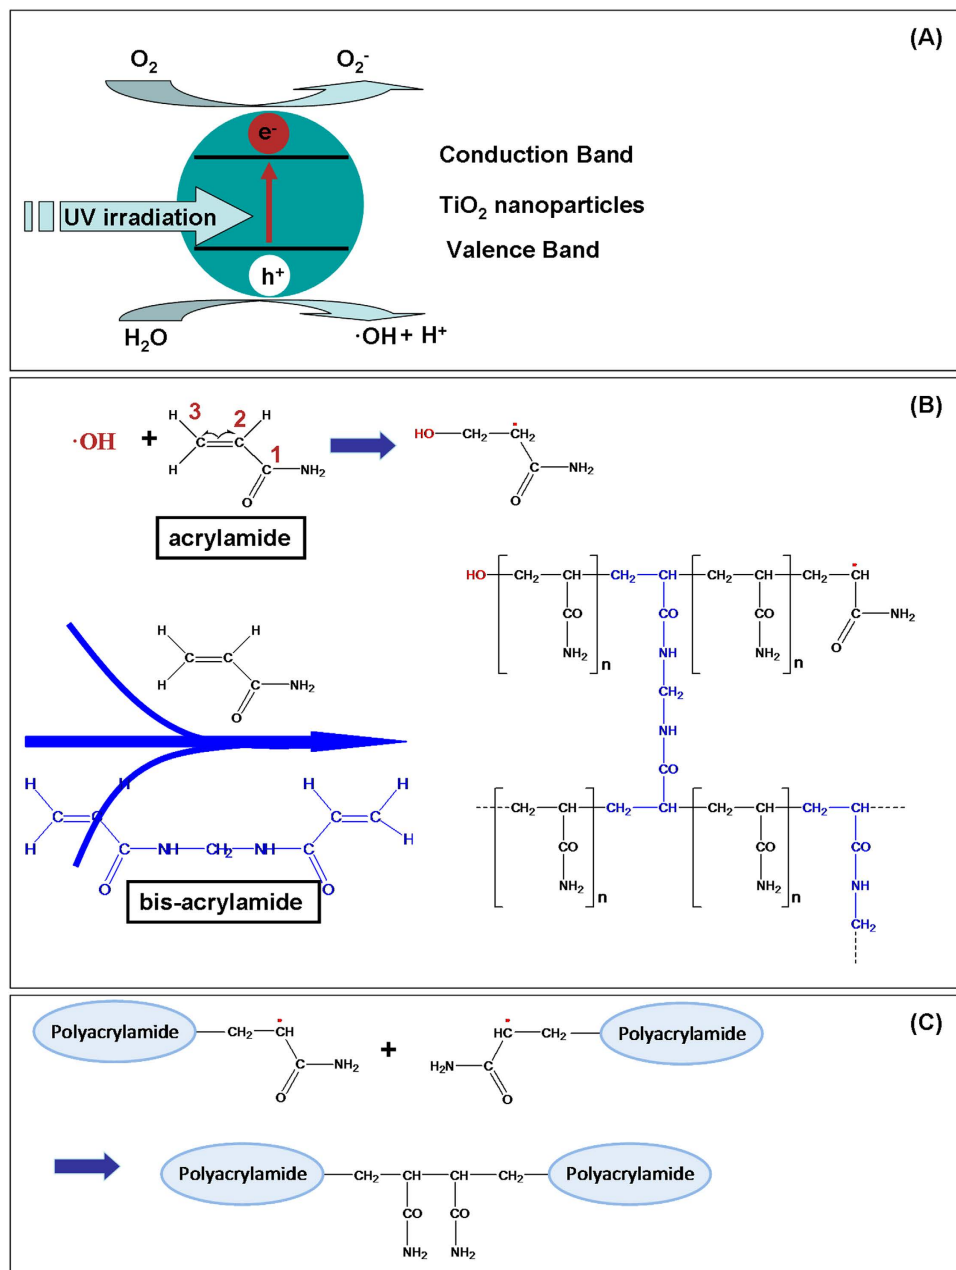 (A)
O₂ O₂⁻
e⁻
Conduction Band
UV irradiation
TiO₂ nanoparticles
Valence Band
h⁺
H₂O ·OH + H⁺
(B)
·OH + H 3 2 H HO CH₂ CH₂
C C
H 1 C NH₂ C NH₂
O O
acrylamide
HO CH₂ CH CH₂ CH CH₂ CH CH₂ CH
CO CO CO C NH₂
NH₂ n NH NH₂ n O
H H
C C
H C NH₂
O
CH₂
NH
CO
H H H H
C C C C
H H
C NH CH₂ NH C
O O
bis-acrylamide
CH₂ CH CH₂ CH CH₂ CH CH₂ CH
CO CO CO
NH₂ n NH₂ n NH
CH₂
(C)
Polyacrylamide CH₂ CH + HC CH₂ Polyacrylamide
C NH₂ H₂N C
O O
Polyacrylamide CH₂ CH CH CH₂ Polyacrylamide
CO CO
NH₂ NH₂